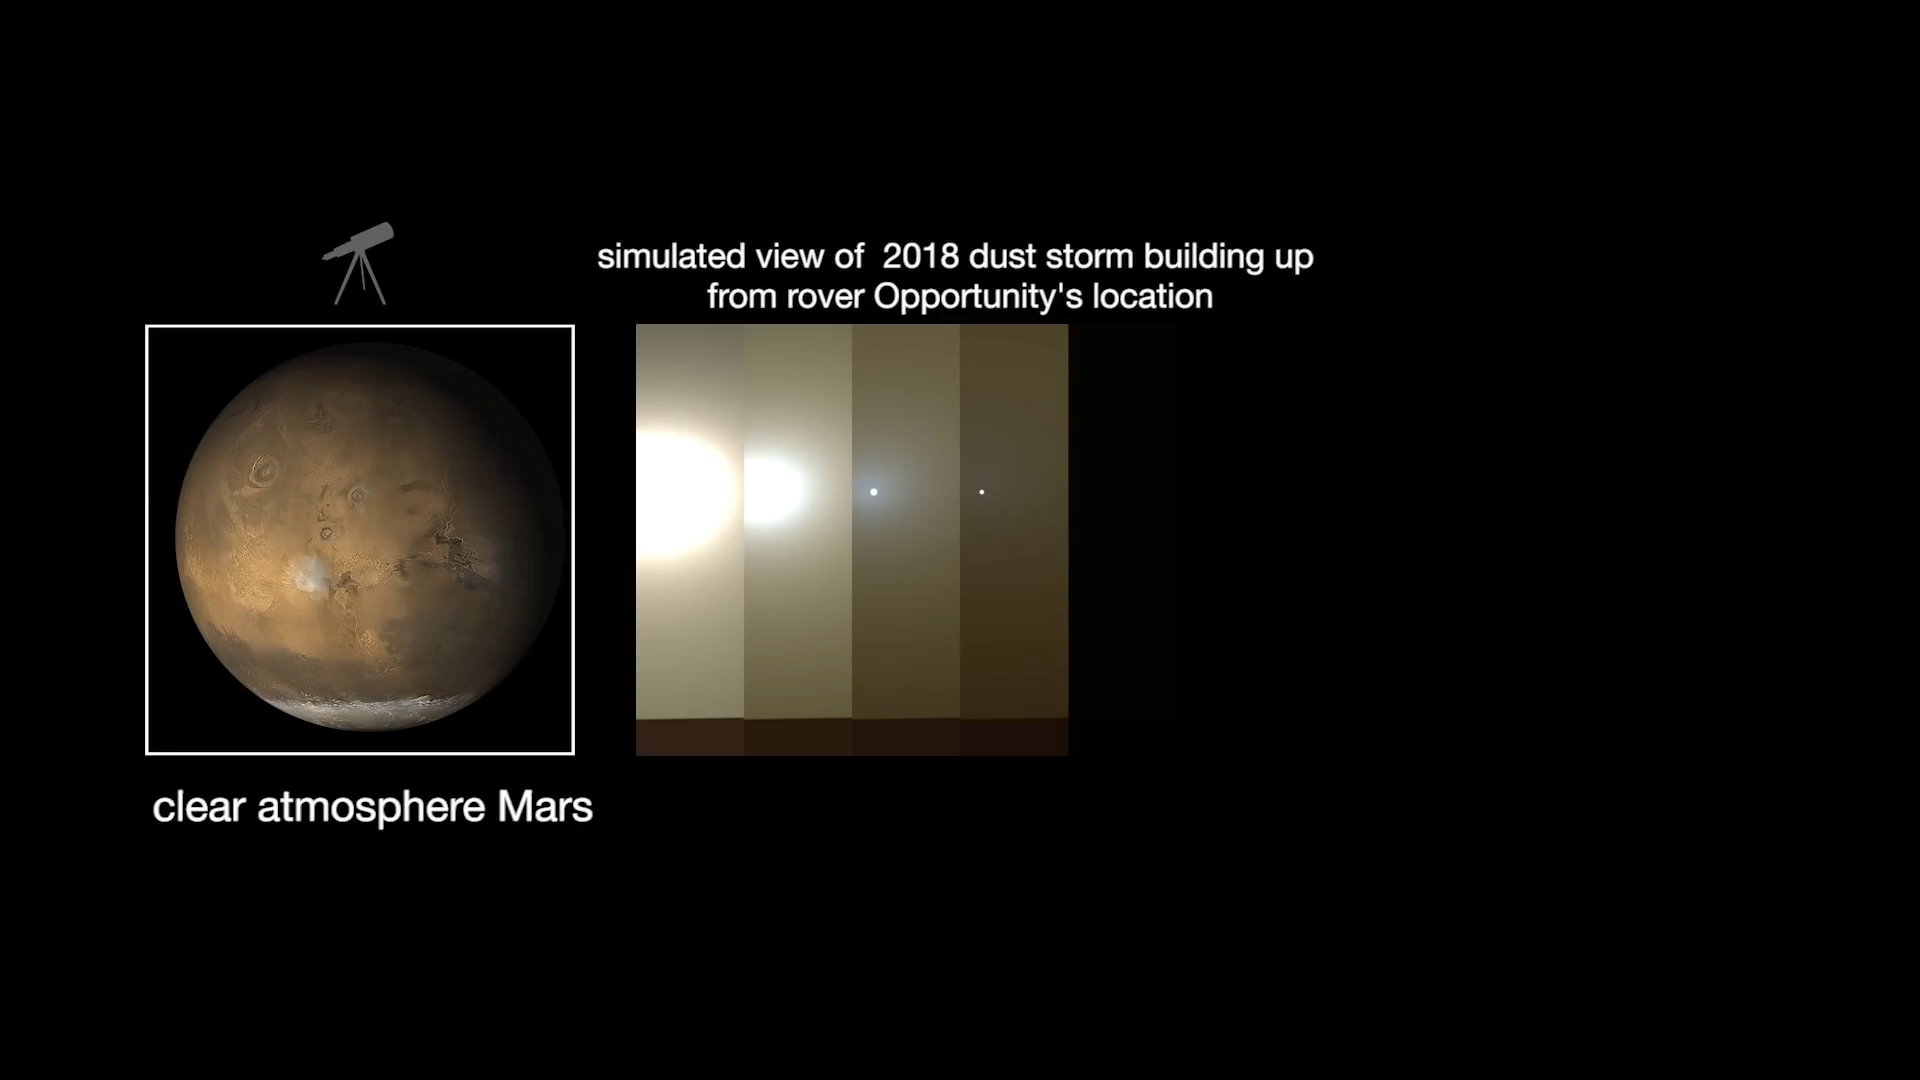 simulated view of  2018 dust storm building up
from rover Opportunity's location
clear atmosphere Mars